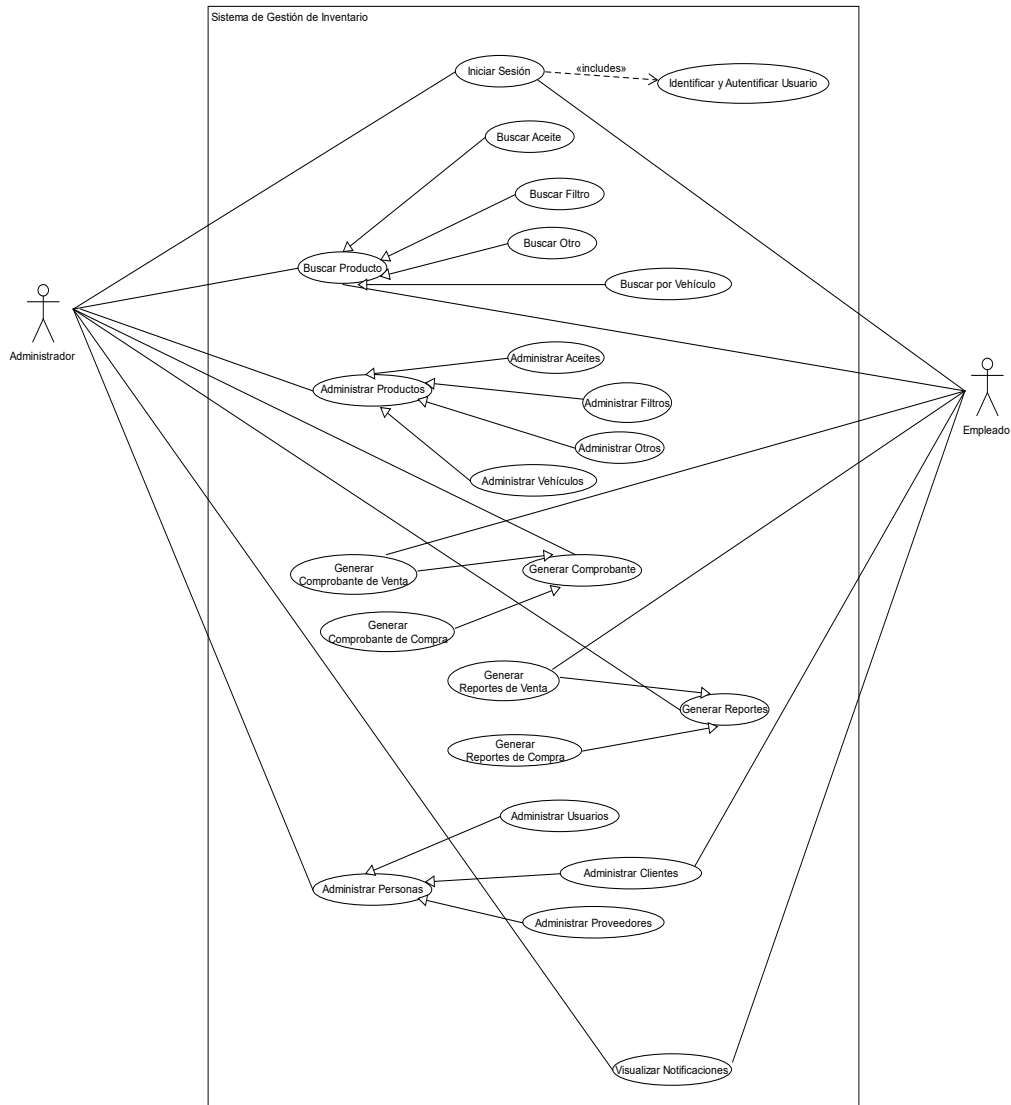 Sistema de Gestión de Inventario
Iniciar Sesión
«includes»
Identificar y Autentificar Usuario
Buscar Aceite
Buscar Filtro
Buscar Otro
Buscar Producto
Buscar por Vehículo
Administrador
Administrar Aceites
Administrar Productos
Administrar Filtros
Empleado
Administrar Otros
Administrar Vehículos
Generar
Comprobante de Venta
Generar Comprobante
Generar
Comprobante de Compra
Generar
Reportes de Venta
Generar Reportes
Generar
Reportes de Compra
Administrar Usuarios
Administrar Clientes
Administrar Personas
Administrar Proveedores
Visualizar Notificaciones